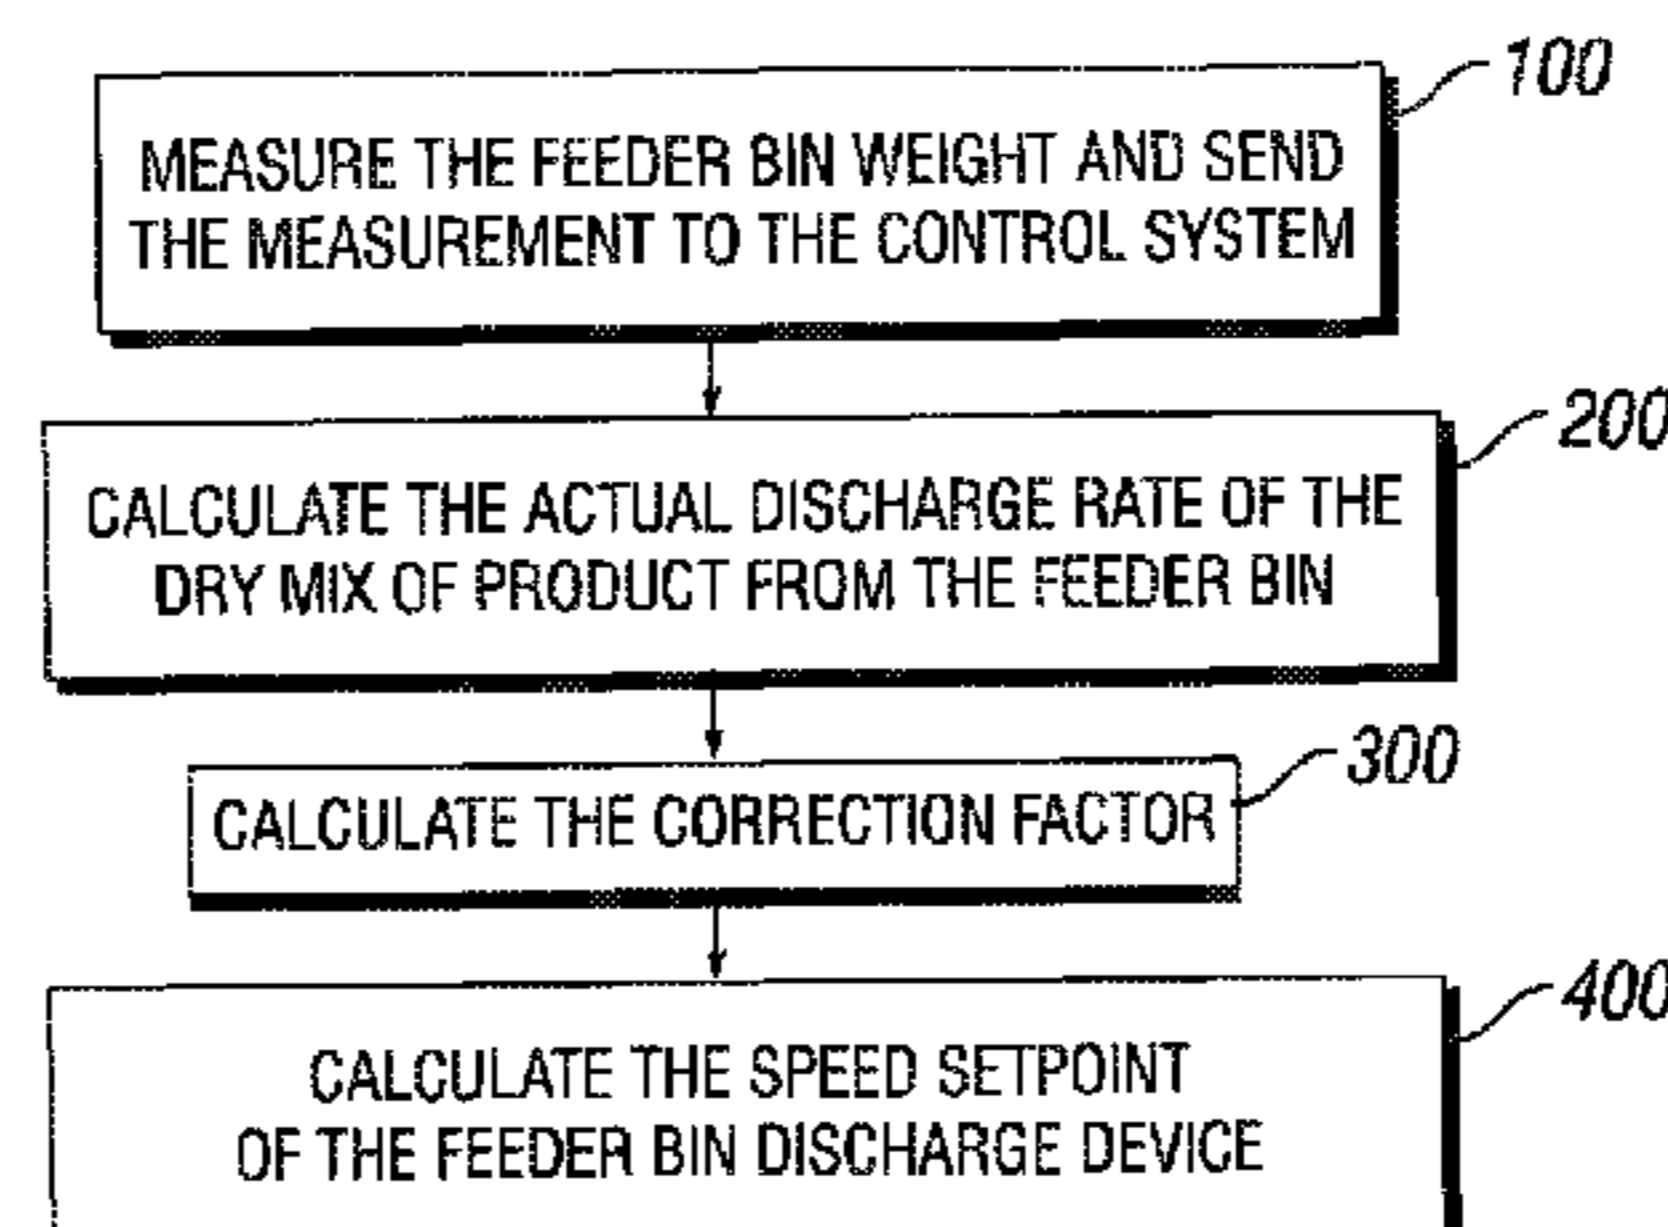 100
MEASURE THE FEEDER BIN WEIGHT AND SEND
THE MEASUREMENT TO THE CONTROL SYSTEM
200
CALCULATE THE ACTUAL DISCHARGE RATE OF THE
DRY MIX OF PRODUCT FROM THE FEEDER BIN
300
CALCULATE THE CORRECTION FACTOR
400
CALCULATE THE SPEED SETPOINT
OF THE FEEDER BIN DISCHARGE DEVICE